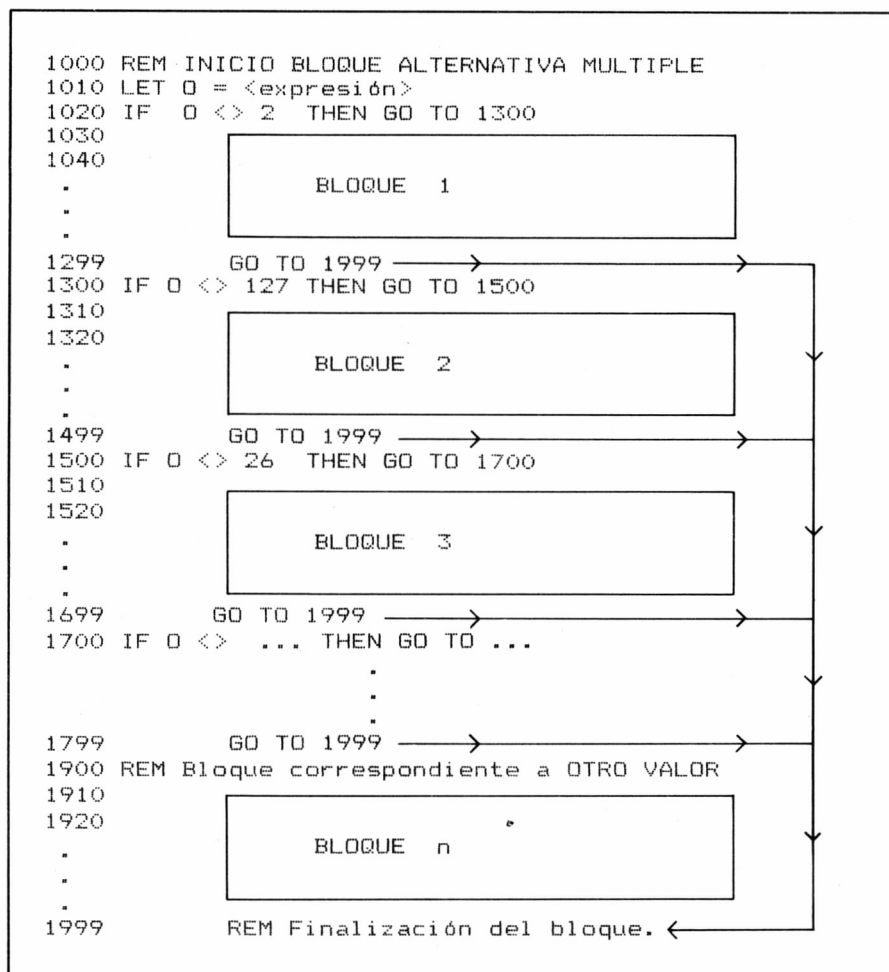 1000 REM INICIO BLOQUE ALTERNATIVA MULTIPLE
1010 LET O = <expresión>
1020 IF O <> 2 THEN GO TO 1300
1030
1040
BLOQUE 1
.
.
.
1299 GO TO 1999
1300 IF O <> 127 THEN GO TO 1500
1310
1320
BLOQUE 2
.
.
.
1499 GO TO 1999
1500 IF O <> 26 THEN GO TO 1700
1510
1520
BLOQUE 3
.
.
.
1699 GO TO 1999
1700 IF O <> ... THEN GO TO ...
.
.
.
1799 GO TO 1999
1900 REM Bloque correspondiente a OTRO VALOR
1910
1920
BLOQUE n
.
.
.
1999 REM Finalización del bloque.